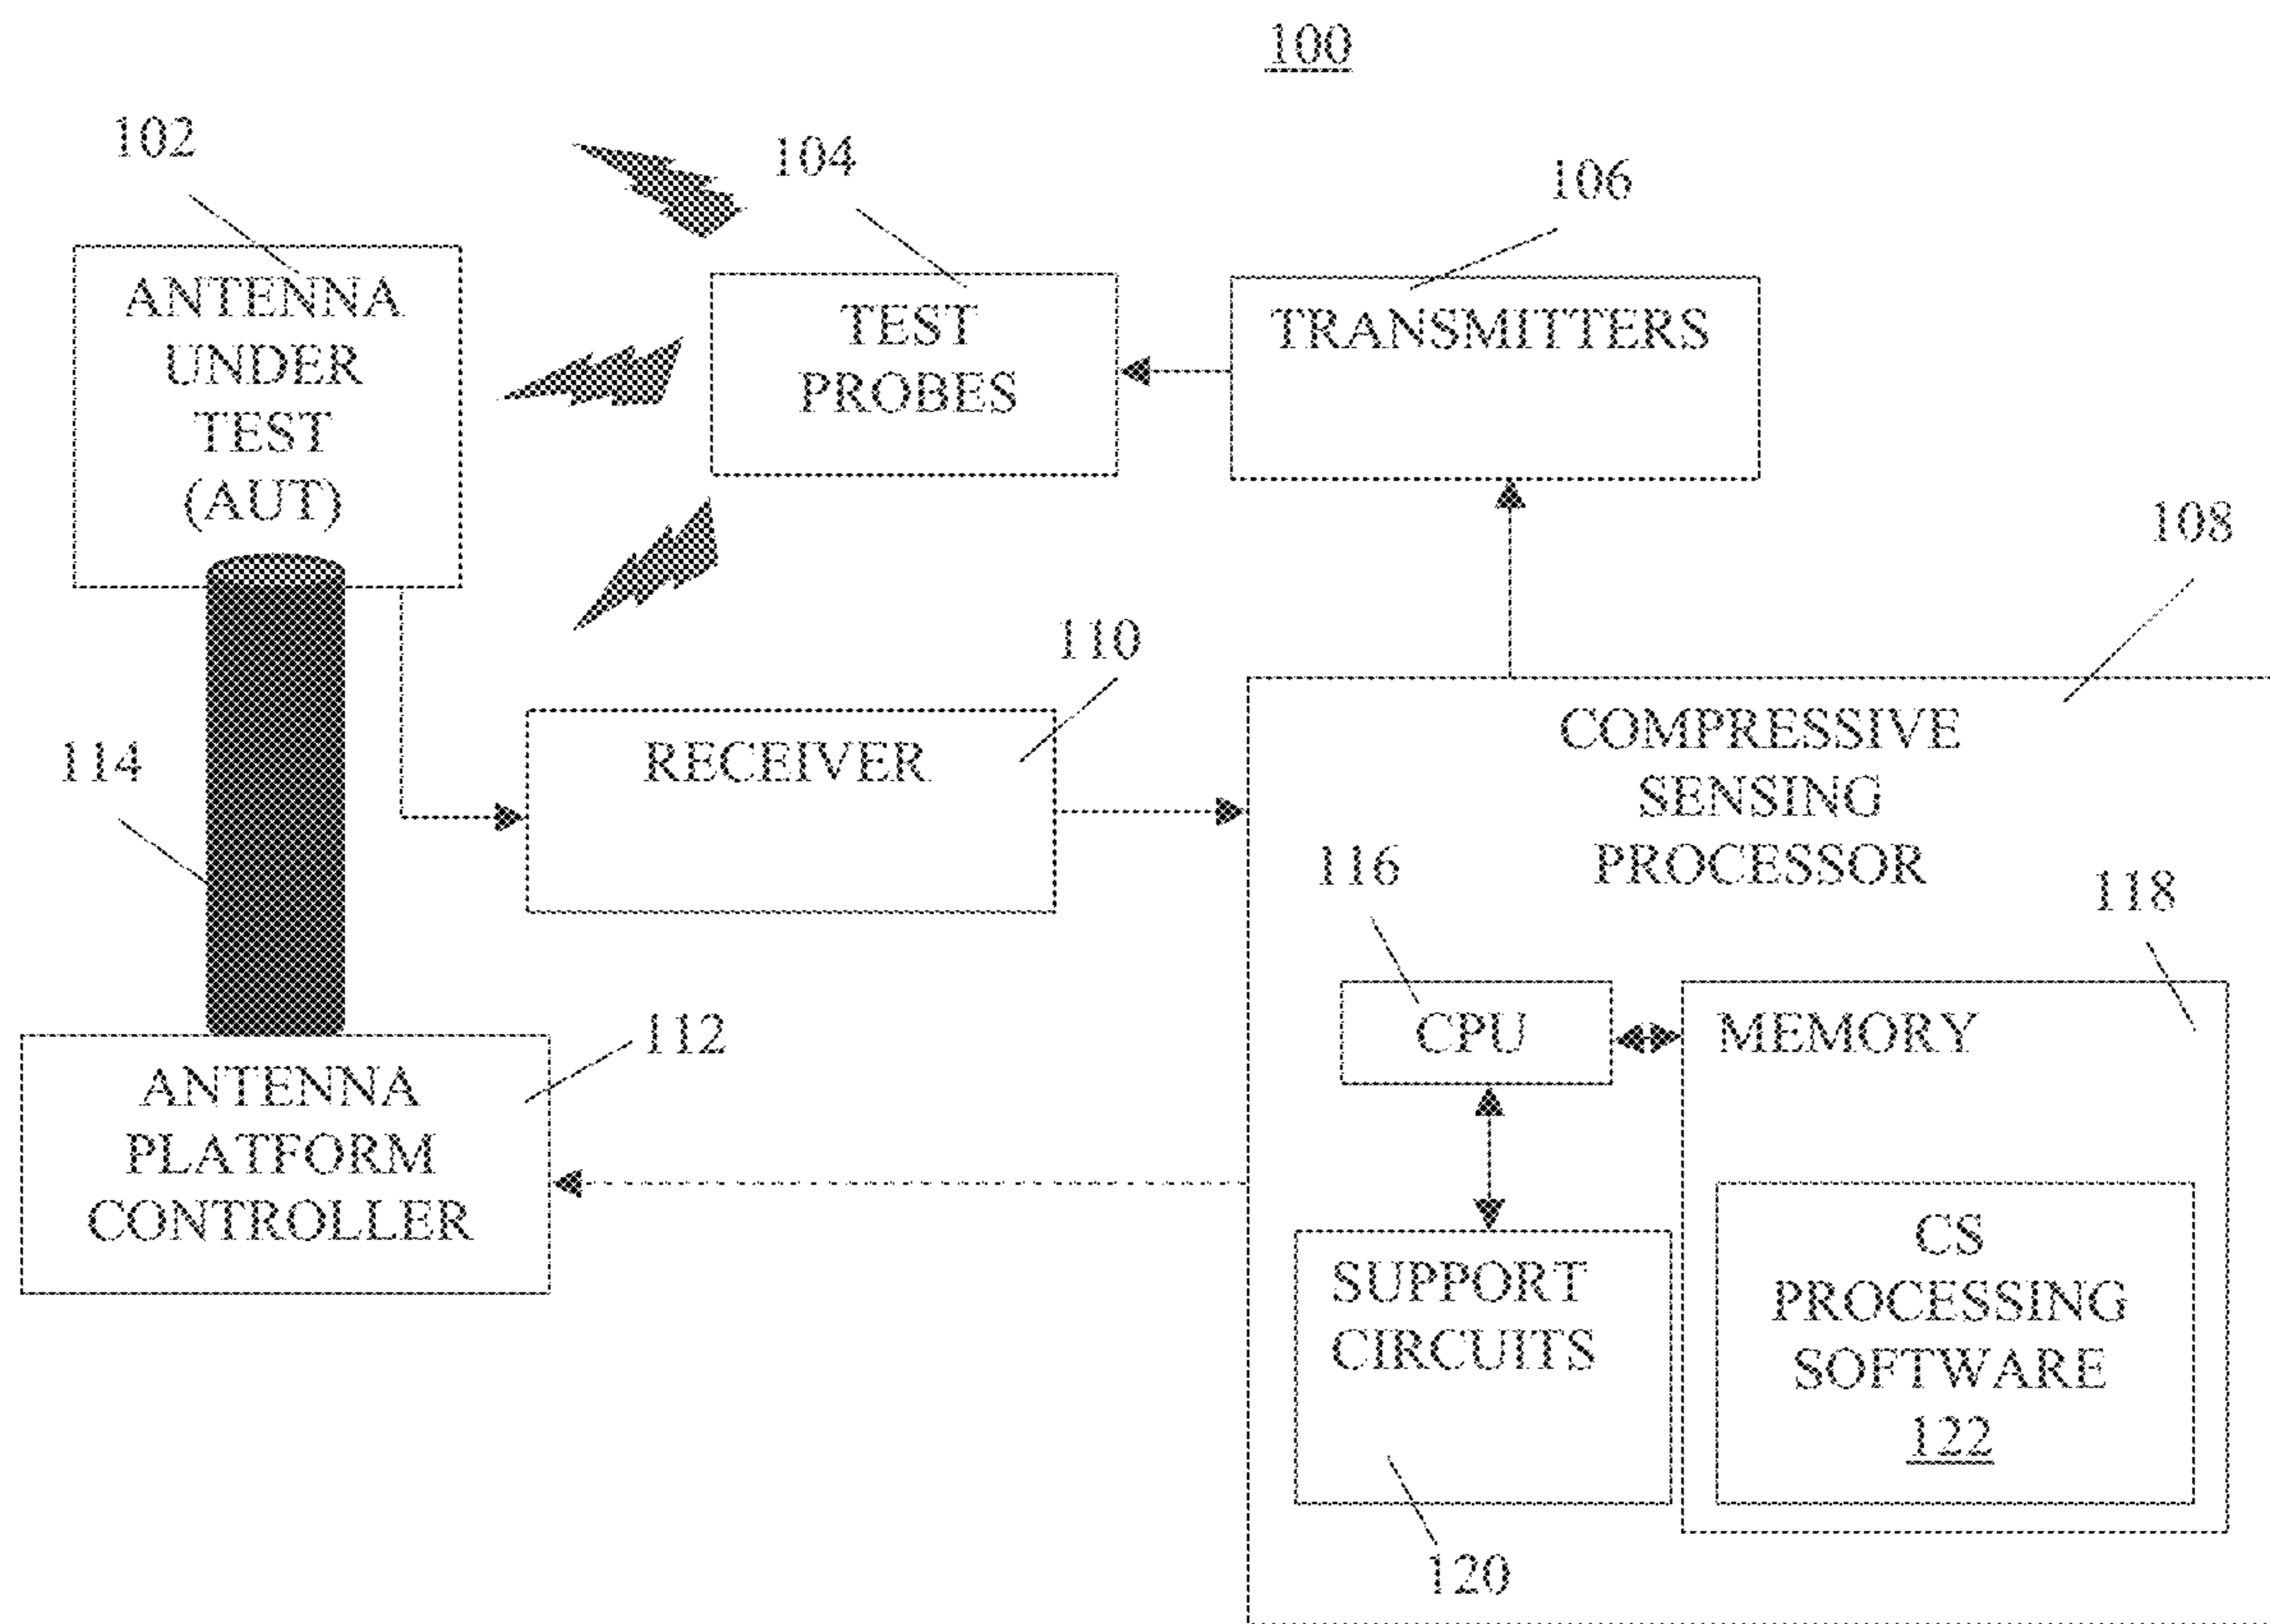 100
102
104
106
ANTENNA
UNDER
TEST
(AUT)
TEST
PROBES
TRANSMITTERS
108
110
114
RECEIVER
COMPRESSIVE
SENSING
PROCESSOR
116
118
112
CPU
MEMORY
ANTENNA
PLATFORM
CONTROLLER
SUPPORT
CIRCUITS
CS
PROCESSING
SOFTWARE
122
120